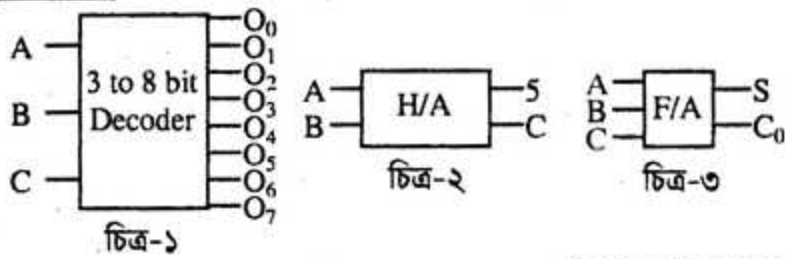 A
B
C
3 to 8 bit
Decoder
O₀
O₁
O₂
O₃
O₄
O₅
O₆
O₇
চিত্র-১
A
B
H/A
5
C
চিত্র-২
A
B
C
F/A
S
C₀
চিত্র-৩